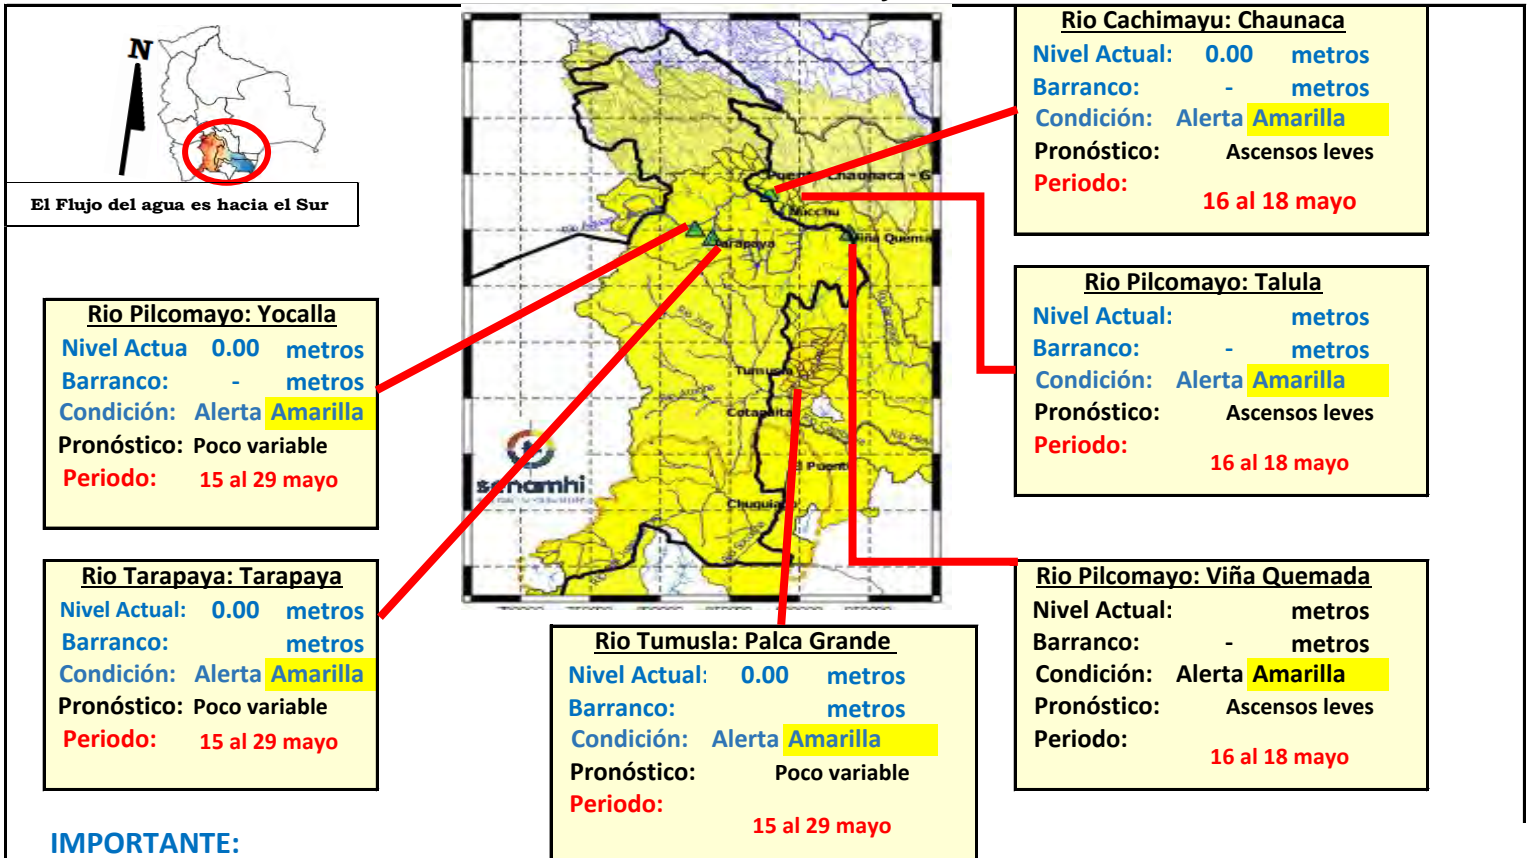 N
El Flujo del agua es hacia el Sur
Rio Cachimayu: Chaunaca
Nivel Actual: 0.00 metros
Barranco: - metros
Condición: Alerta Amarilla
Pronóstico: Ascensos leves
Periodo:
16 al 18 mayo
Rio Pilcomayo: Talula
Nivel Actual: metros
Barranco: - metros
Condición: Alerta Amarilla
Pronóstico: Ascensos leves
Periodo:
16 al 18 mayo
Rio Pilcomayo: Yocalla
Nivel Actua 0.00 metros
Barranco: - metros
Condición: Alerta Amarilla
Pronóstico: Poco variable
Periodo: 15 al 29 mayo
Rio Tarapaya: Tarapaya
Nivel Actual: 0.00 metros
Barranco: metros
Condición: Alerta Amarilla
Pronóstico: Poco variable
Periodo: 15 al 29 mayo
Rio Tumusla: Palca Grande
Nivel Actual: 0.00 metros
Barranco: metros
Condición: Alerta Amarilla
Pronóstico: Poco variable
Periodo:
15 al 29 mayo
Rio Pilcomayo: Viña Quemada
Nivel Actual: metros
Barranco: - metros
Condición: Alerta Amarilla
Pronóstico: Ascensos leves
Periodo:
16 al 18 mayo
Puente Chaunaca - G
Nucchu
Tarapaya
Viña Quema
Tumusla
Cotagaita
El Puente
Chuquiago
senamhi
IMPORTANTE: